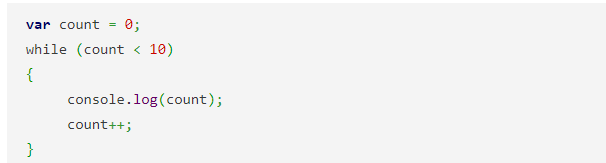 var count = 0;
while (count < 10)
{
console.log(count);
count++;
}